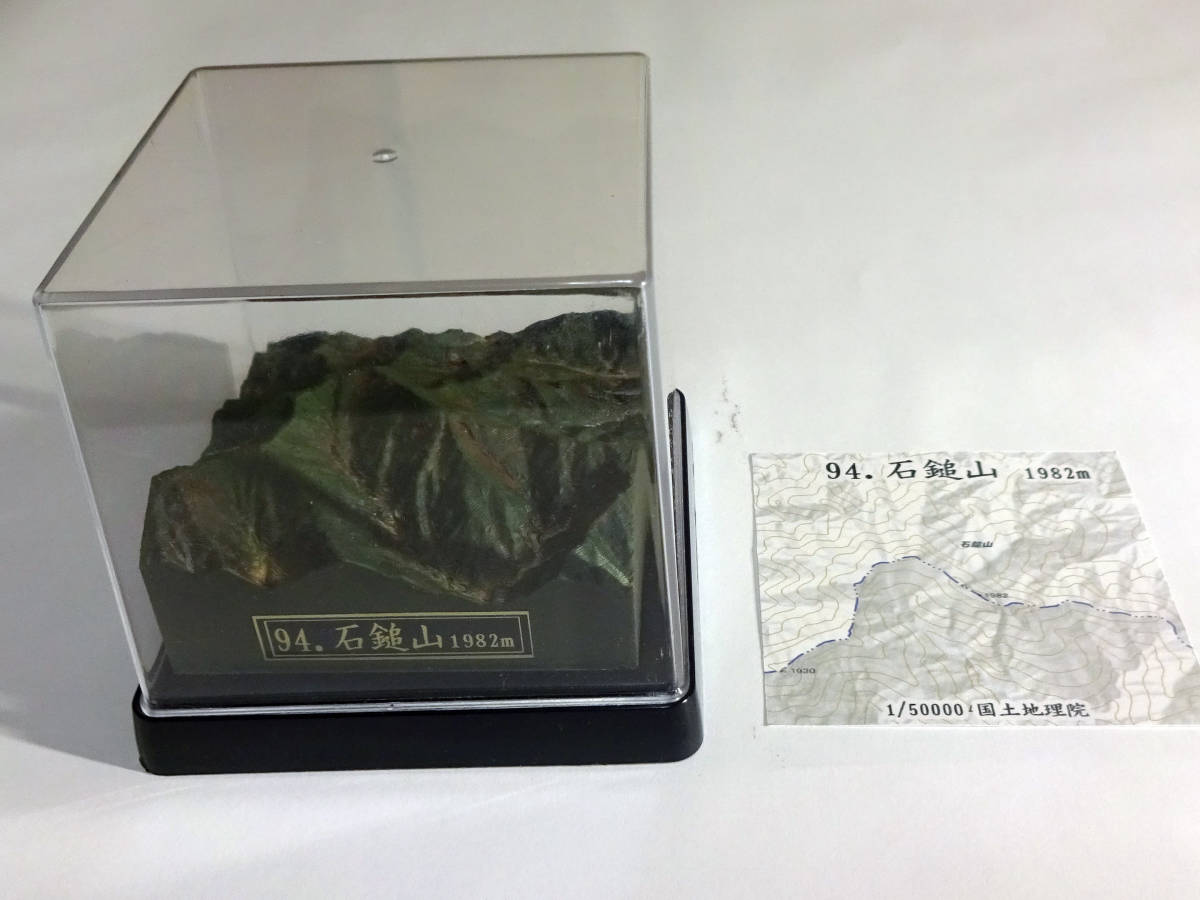 94. 石鎚山 1982m
94. 石鎚山 1982m
石鎚山
1982
1930
1/50000 国土地理院